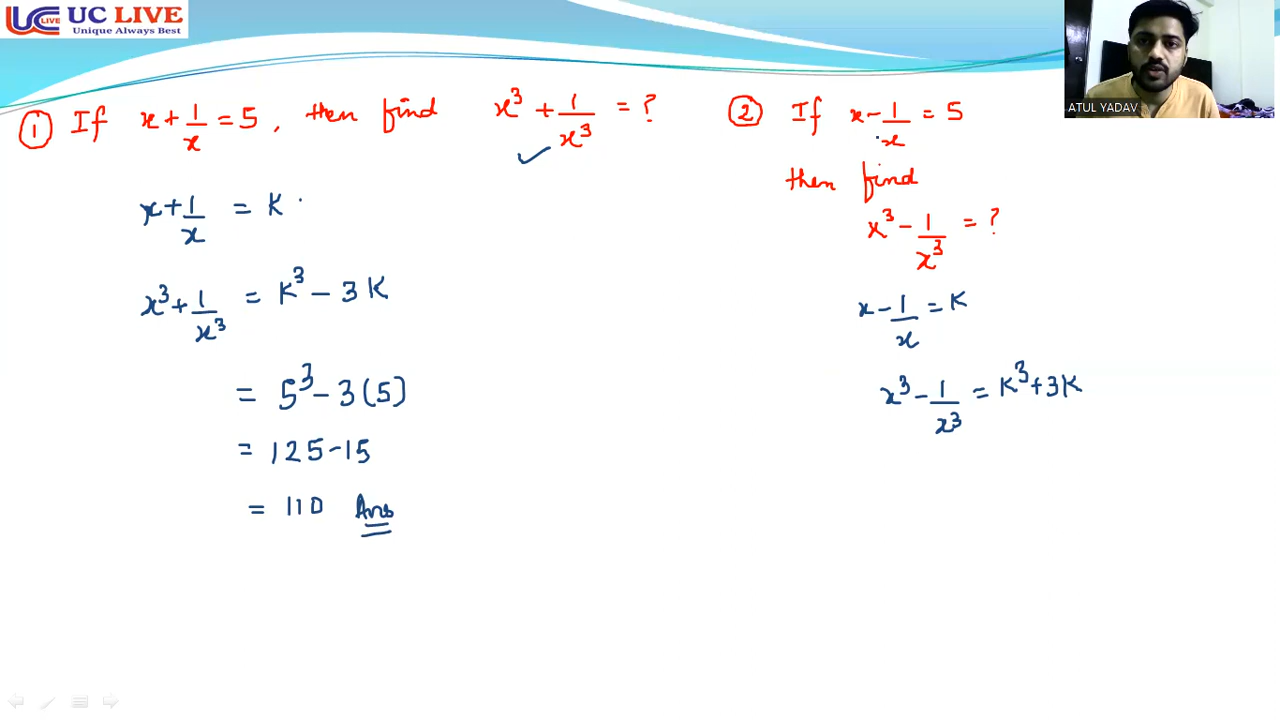 UC LIVE
UC LIVE
Unique Always Best
ATUL YADAV
① If x + 1/x = 5, then find x³ + 1/x³ = ?
x + 1/x = K
x³ + 1/x³ = K³ - 3K
= 5³ - 3(5)
= 125 - 15
= 110 Ans
② If x - 1/x = 5
then find
x³ - 1/x³ = ?
x - 1/x = K
x³ - 1/x³ = K³ + 3K